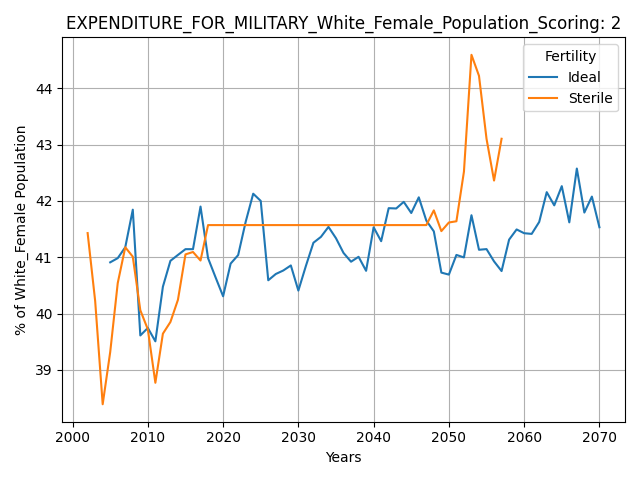 EXPENDITURE_FOR_MILITARY_White_Female_Population_Scoring: 2
Fertility
Ideal
Sterile
% of White_Female Population
44
43
42
41
40
39
2000 2010 2020 2030 2040 2050 2060 2070
Years